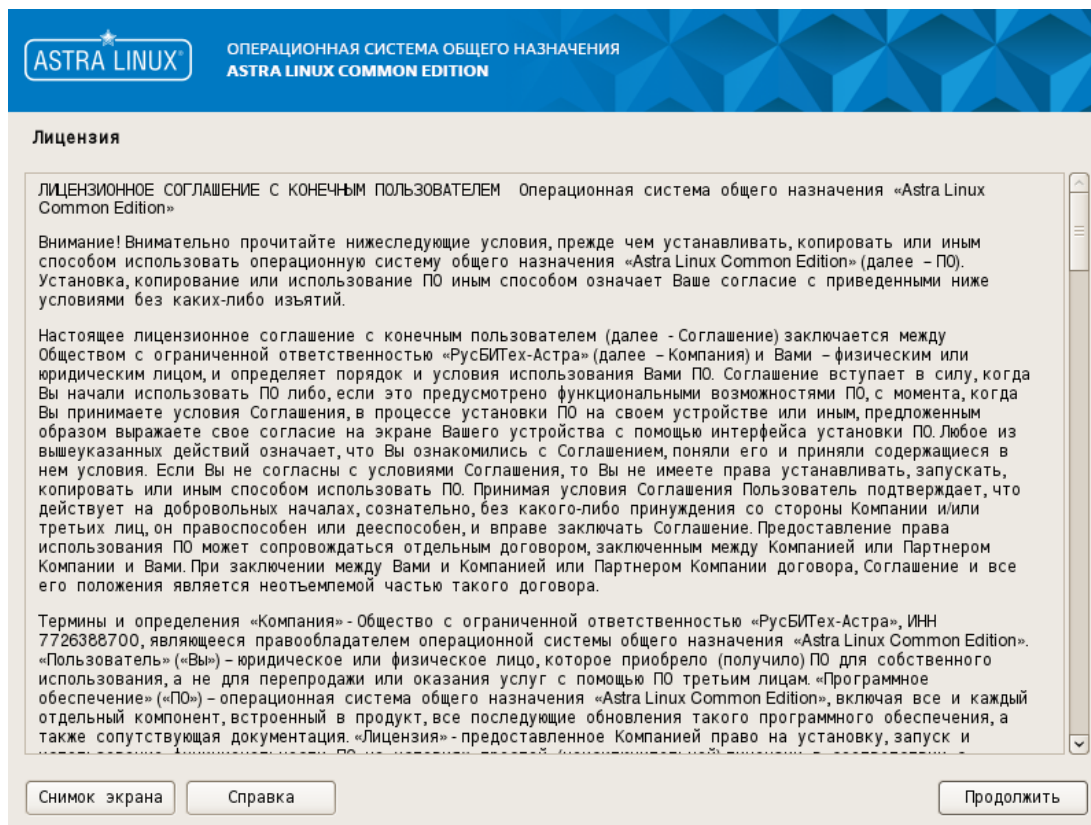 ASTRA LINUX®
ОПЕРАЦИОННАЯ СИСТЕМА ОБЩЕГО НАЗНАЧЕНИЯ
ASTRA LINUX COMMON EDITION
Лицензия
ЛИЦЕНЗИОННОЕ СОГЛАШЕНИЕ С КОНЕЧНЫМ ПОЛЬЗОВАТЕЛЕМ Операционная система общего назначения «Astra Linux
Common Edition»
Внимание! Внимательно прочитайте нижеследующие условия, прежде чем устанавливать, копировать или иным
способом использовать операционную систему общего назначения «Astra Linux Common Edition» (далее – ПО).
Установка, копирование или использование ПО иным способом означает Ваше согласие с приведенными ниже
условиями без каких-либо изъятий.
Настоящее лицензионное соглашение с конечным пользователем (далее - Соглашение) заключается между
Обществом с ограниченной ответственностью «РусБИТех-Астра» (далее – Компания) и Вами – физическим или
юридическим лицом, и определяет порядок и условия использования Вами ПО. Соглашение вступает в силу, когда
Вы начали использовать ПО либо, если это предусмотрено функциональными возможностями ПО, с момента, когда
Вы принимаете условия Соглашения, в процессе установки ПО на своем устройстве или иным, предложенным
образом выражаете свое согласие на экране Вашего устройства с помощью интерфейса установки ПО. Любое из
вышеуказанных действий означает, что Вы ознакомились с Соглашением, поняли его и приняли содержащиеся в
нем условия. Если Вы не согласны с условиями Соглашения, то Вы не имеете права устанавливать, запускать,
копировать или иным способом использовать ПО. Принимая условия Соглашения Пользователь подтверждает, что
действует на добровольных началах, сознательно, без какого-либо принуждения со стороны Компании и/или
третьих лиц, он правоспособен или дееспособен, и вправе заключать Соглашение. Предоставление права
использования ПО может сопровождаться отдельным договором, заключенным между Компанией или Партнером
Компании и Вами. При заключении между Вами и Компанией или Партнером Компании договора, Соглашение и все
его положения является неотъемлемой частью такого договора.
Термины и определения «Компания» - Общество с ограниченной ответственностью «РусБИТех-Астра», ИНН
7726388700, являющееся правообладателем операционной системы общего назначения «Astra Linux Common Edition».
«Пользователь» («Вы») – юридическое или физическое лицо, которое приобрело (получило) ПО для собственного
использования, а не для перепродажи или оказания услуг с помощью ПО третьим лицам. «Программное
обеспечение» («ПО») – операционная система общего назначения «Astra Linux Common Edition», включая все и каждый
отдельный компонент, встроенный в продукт, все последующие обновления такого программного обеспечения, а
также сопутствующая документация. «Лицензия» - предоставленное Компанией право на установку, запуск и
Снимок экрана
Справка
Продолжить